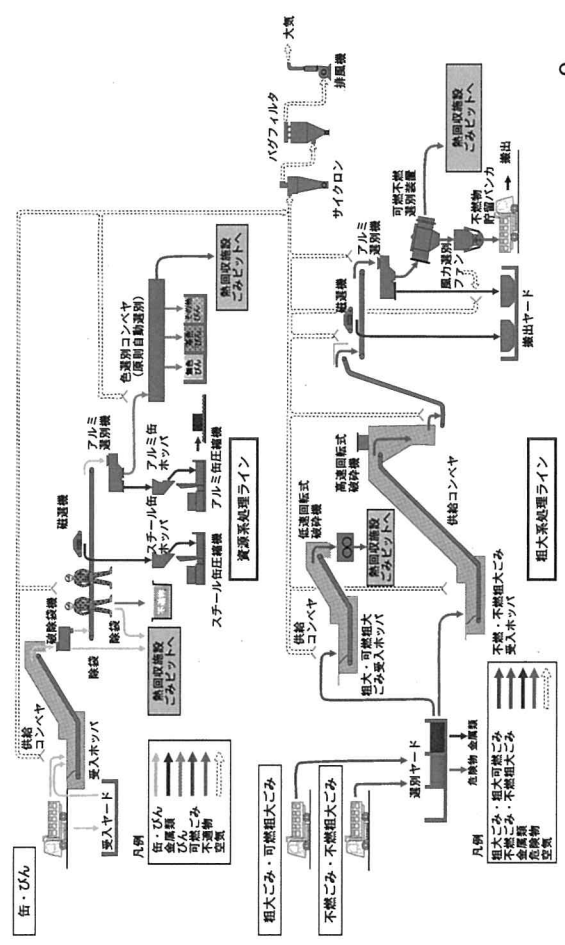 缶・びん
供給
コンベヤ
受入ホッパ
受入ヤード
破除袋機
除袋
除袋
熱回収施設
ごみピットへ
不適物
磁選機
アルミ
選別機
スチール缶
ホッパ
アルミ缶
ホッパ
スチール缶圧縮機
アルミ缶圧縮機
色選別コンベヤ
(原則自動選別)
無色
びん
茶色
びん
その他
びん
熱回収施設
ごみピットへ
資源系処理ライン
凡例
缶・びん
金属類
びん
可燃ごみ
不適物
空気
サイクロン
バグフィルタ
排風機
大気
粗大ごみ・可燃粗大ごみ
不燃ごみ・不燃粗大ごみ
選別ヤード
危険物
金属類
供給
コンベヤ
粗大・可燃粗大
ごみ受入ホッパ
低速回転式
破砕機
熱回収施設
ごみピットへ
不燃・不燃粗大ごみ
受入ホッパ
供給コンベヤ
高速回転式
破砕機
磁選機
アルミ
選別機
可燃不燃
選別装置
風力選別
ファン
不燃物
貯留バンカ
搬出
搬出ヤード
熱回収施設
ごみピットへ
粗大系処理ライン
凡例
粗大ごみ・粗大可燃ごみ
不燃ごみ・不燃粗大ごみ
金属類
危険物
空気